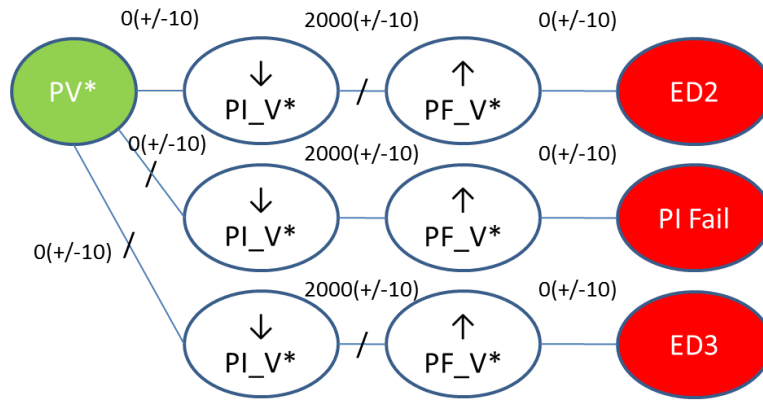 0(+/-10) 2000(+/-10) 0(+/-10)
PV* ↓ PI_V* ↑ PF_V* ED2
0(+/-10) 2000(+/-10) 0(+/-10)
↓ PI_V* ↑ PF_V* PI Fail
0(+/-10)
2000(+/-10) 0(+/-10)
↓ PI_V* ↑ PF_V* ED3